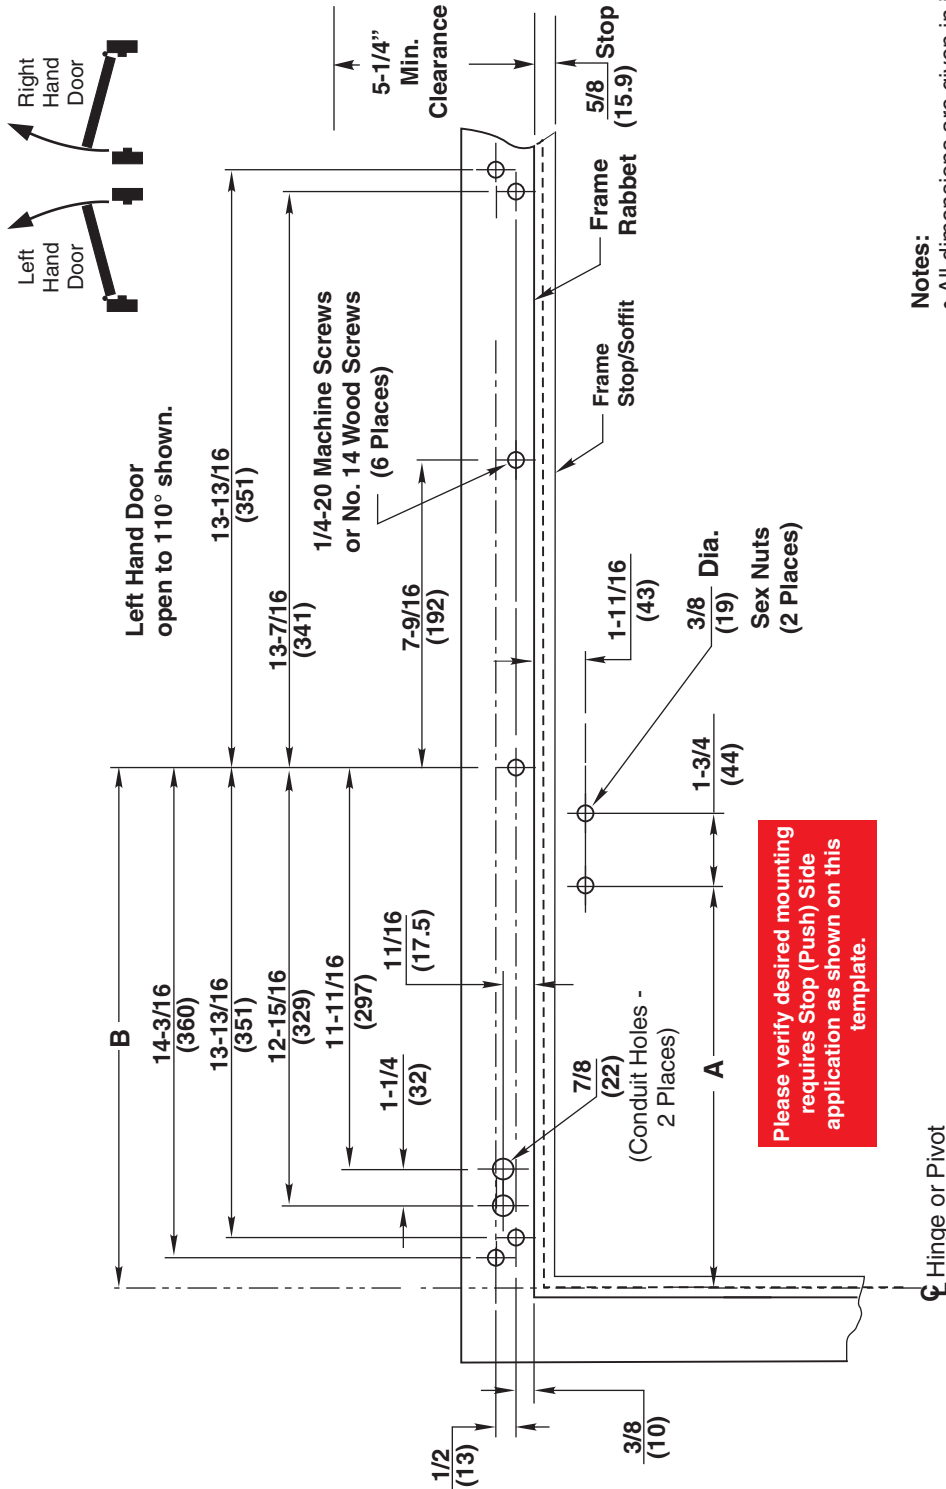 Left
Hand
Door
Right
Hand
Door
Left Hand Door
open to 110° shown.
5-1/4”
Min.
Clearance
B
14-3/16
(360)
13-13/16
(351)
12-15/16
(329)
11-11/16
(297)
1-1/4
(32)
11/16
(17.5)
13-13/16
(351)
13-7/16
(341)
7-9/16
(192)
1/4-20 Machine Screws
or No. 14 Wood Screws
(6 Places)
5/8
(15.9)
Stop
Frame
Rabbet
Frame
Stop/Soffit
1/2
(13)
3/8
(10)
7/8
(22)
(Conduit Holes -
2 Places)
1-11/16
(43)
3/8
(19)
Dia.
Sex Nuts
(2 Places)
1-3/4
(44)
A
Please verify desired mounting
requires Stop (Push) Side
application as shown on this
template.
CL Hinge or Pivot
Notes:
• All dimensions are given in